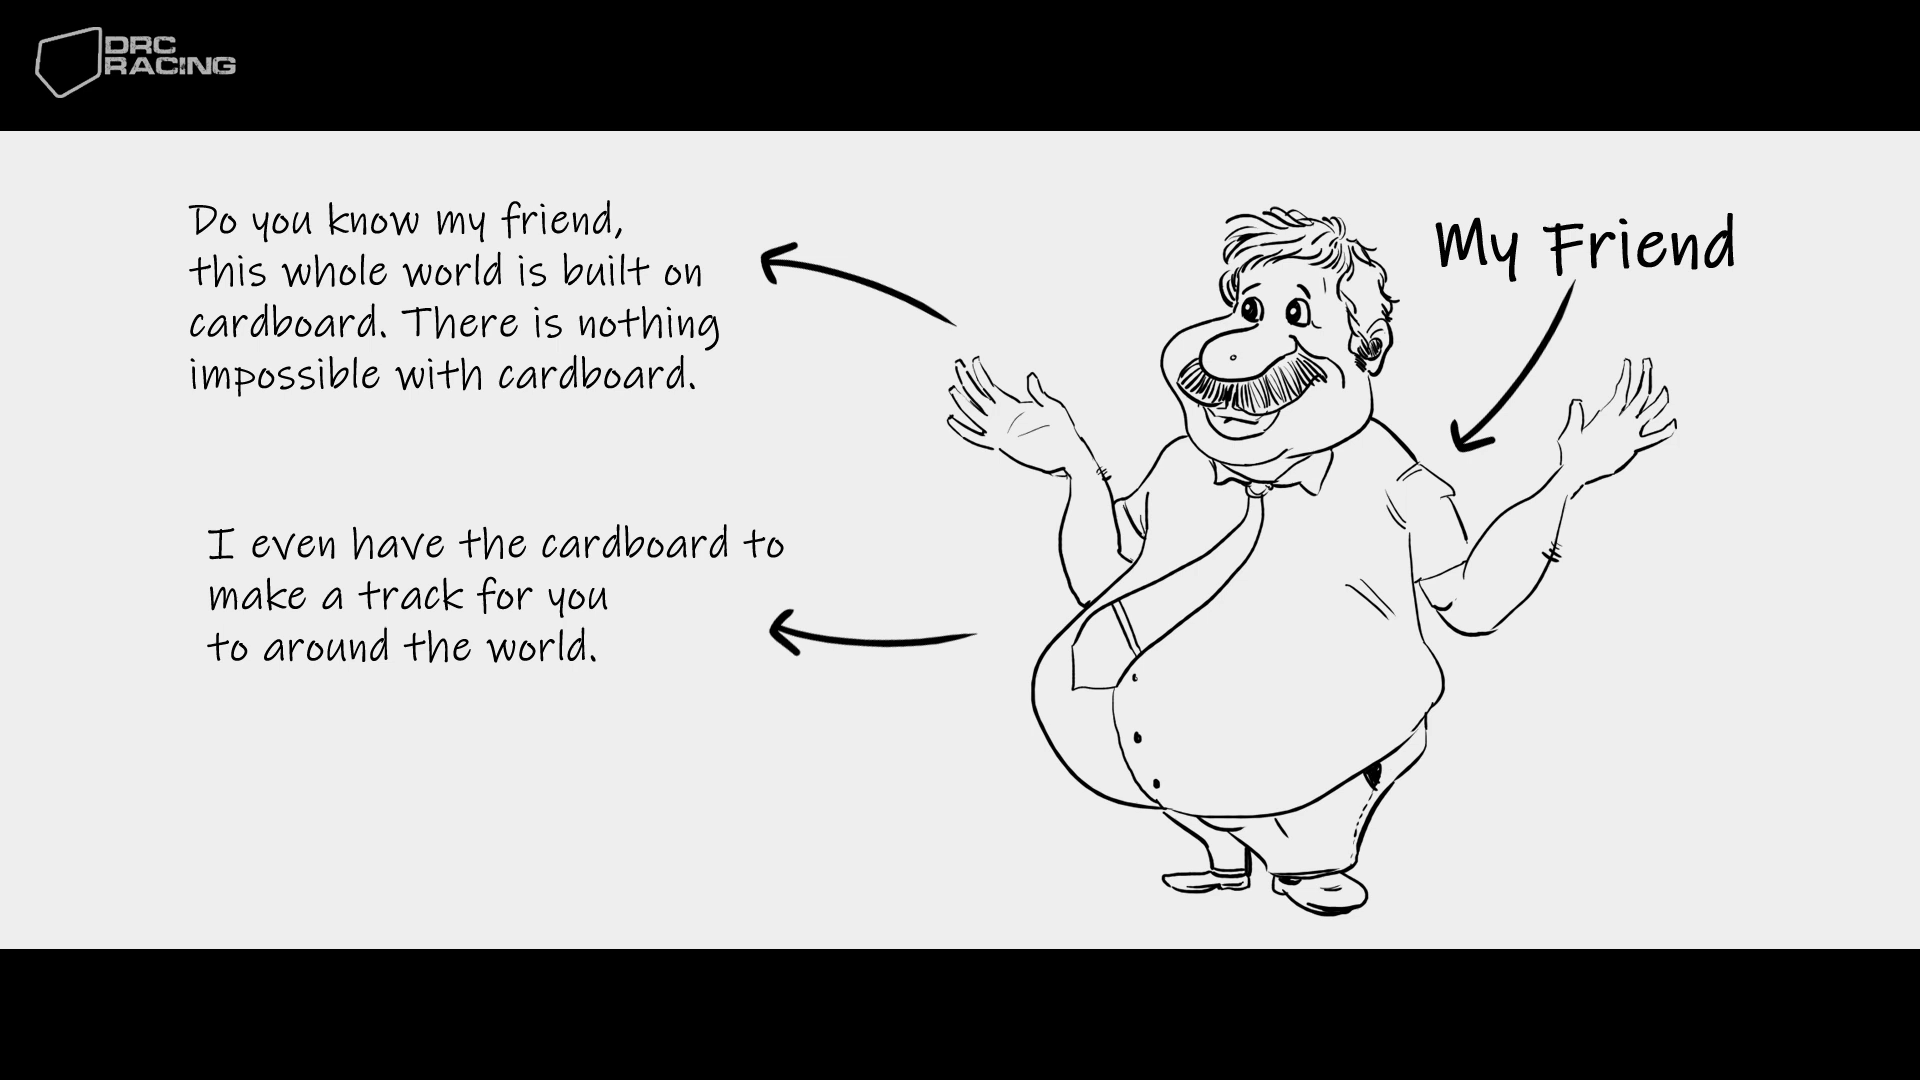 DRC
RACING
Do you know my friend,
this whole world is built on
cardboard. There is nothing
impossible with cardboard.
My Friend
I even have the cardboard to
make a track for you
to around the world.